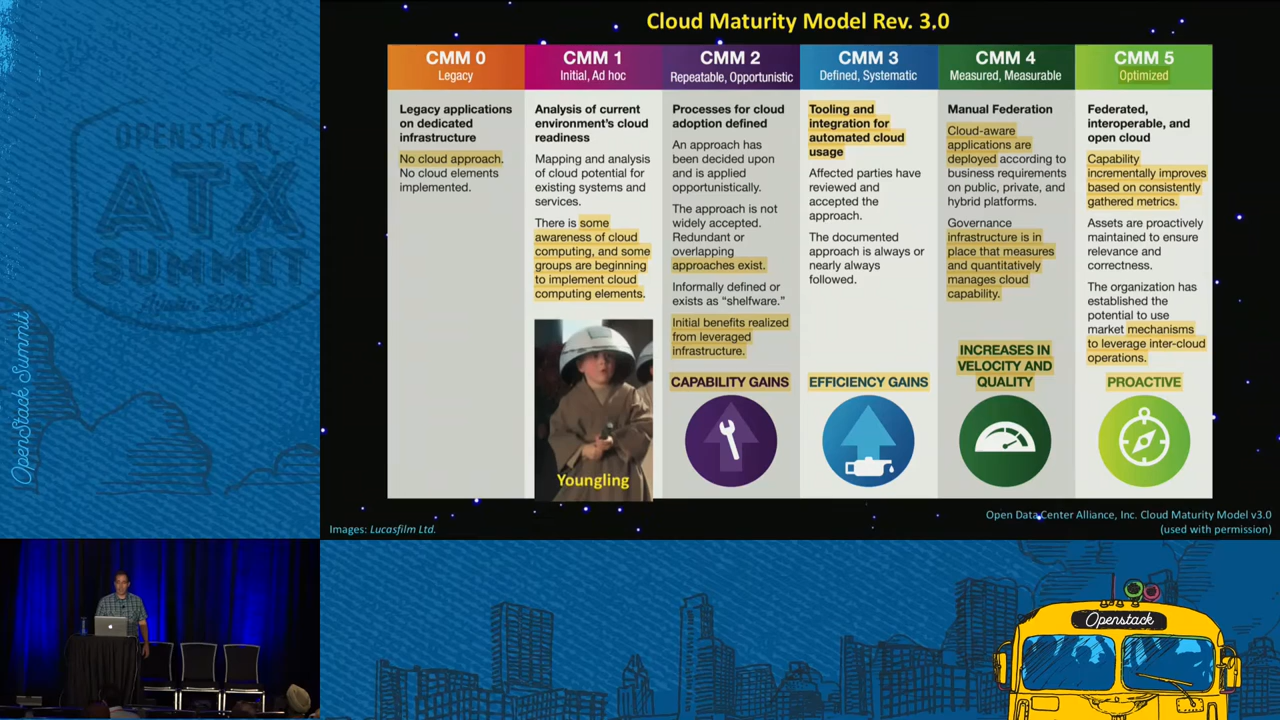 Cloud Maturity Model Rev. 3.0
CMM 0
Legacy
Legacy applications
on dedicated
infrastructure
No cloud approach.
No cloud elements
implemented.
CMM 1
Initial, Ad hoc
Analysis of current
environment's cloud
readiness
Mapping and analysis
of cloud potential for
existing systems and
services.
There is some
awareness of cloud
computing, and some
groups are beginning
to implement cloud
computing elements.
Youngling
CMM 2
Repeatable, Opportunistic
Processes for cloud
adoption defined
An approach has
been decided upon
and is applied
opportunistically.
The approach is not
widely accepted.
Redundant or
overlapping
approaches exist.
Informally defined or
exists as “shelfware.”
Initial benefits realized
from leveraged
infrastructure.
CAPABILITY GAINS
CMM 3
Defined, Systematic
Tooling and
integration for
automated cloud
usage
Affected parties have
reviewed and
accepted the
approach.
The documented
approach is always or
nearly always
followed.
EFFICIENCY GAINS
CMM 4
Measured, Measurable
Manual Federation
Cloud-aware
applications are
deployed according to
business requirements
on public, private, and
hybrid platforms.
Governance
infrastructure is in
place that measures
and quantitatively
manages cloud
capability.
INCREASES IN
VELOCITY AND
QUALITY
CMM 5
Optimized
Federated,
interoperable, and
open cloud
Capability
incrementally improves
based on consistently
gathered metrics.
Assets are proactively
maintained to ensure
relevance and
correctness.
The organization has
established the
potential to use
market mechanisms
to leverage inter-cloud
operations.
PROACTIVE
Images: Lucasfilm Ltd.
Open Data Center Alliance, Inc. Cloud Maturity Model v3.0
(used with permission)
OPENSTACK
ATX
SUMMIT
OpenStack Summit
Openstack